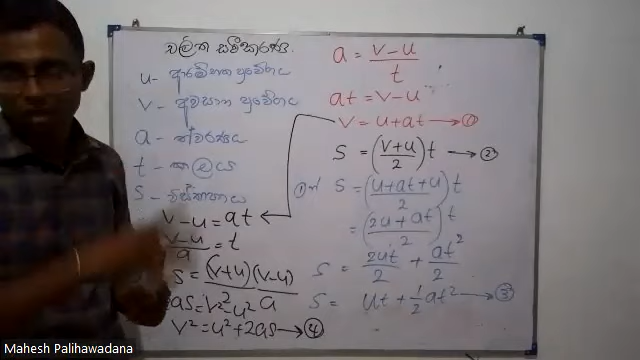 චලිත සමීකරණ
u - ආරම්භක ප්‍රවේගය
v - අවසාන ප්‍රවේගය
a - ත්වරණය
t - කාලය
s - විස්ථාපනය
v-u = at
v-u/a = t
s = (v+u)(v-u)
2as = v²-u²
v² = u²+2as → ④
a = v-u/t
at = v-u
v = u+at → ①
s = (v+u/2)t → ②
①න් s = (u+at+u/2)t
= (2u+at/2)t
s = 2ut/2 + at²/2
s = ut + 1/2at² → ③
Mahesh Palihawadana